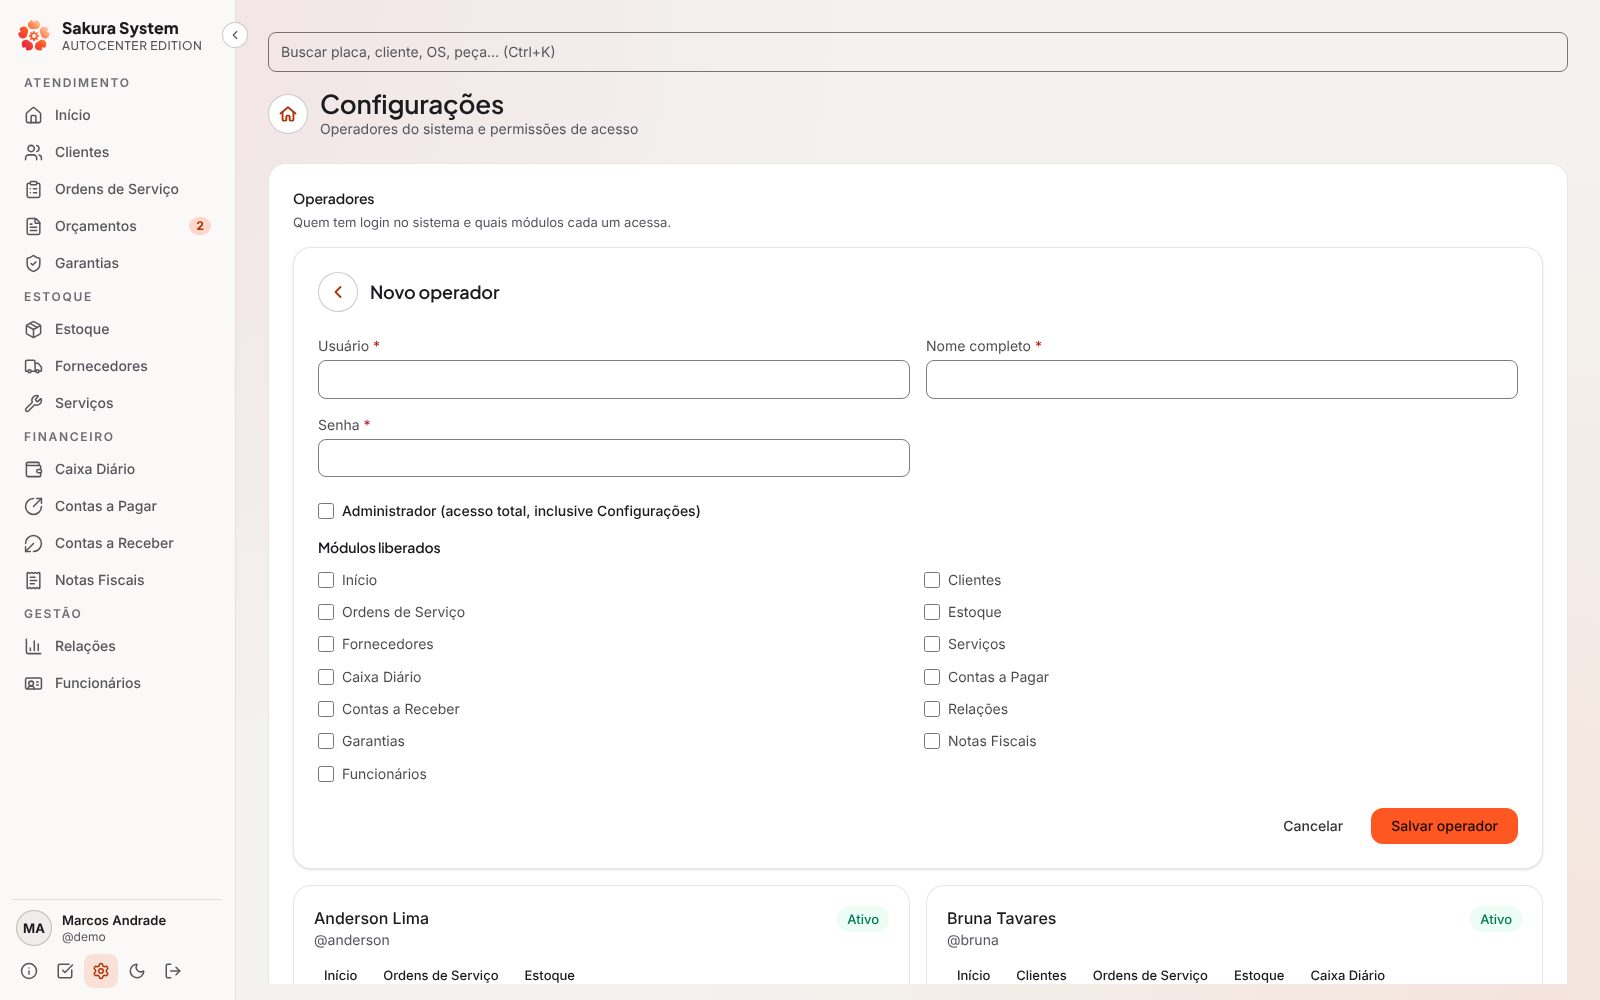 Sakura System
AUTOCENTER EDITION
ATENDIMENTO
Início
Clientes
Ordens de Serviço
Orçamentos 2
Garantias
ESTOQUE
Estoque
Fornecedores
Serviços
FINANCEIRO
Caixa Diário
Contas a Pagar
Contas a Receber
Notas Fiscais
GESTÃO
Relações
Funcionários
MA
Marcos Andrade
@demo
Buscar placa, cliente, OS, peça... (Ctrl+K)
Configurações
Operadores do sistema e permissões de acesso
Operadores
Quem tem login no sistema e quais módulos cada um acessa.
Novo operador
Usuário *
Nome completo *
Senha *
Administrador (acesso total, inclusive Configurações)
Módulos liberados
Início
Clientes
Ordens de Serviço
Estoque
Fornecedores
Serviços
Caixa Diário
Contas a Pagar
Contas a Receber
Relações
Garantias
Notas Fiscais
Funcionários
Cancelar
Salvar operador
Anderson Lima
Ativo
@anderson
Início Ordens de Serviço Estoque
Bruna Tavares
Ativo
@bruna
Início Clientes Ordens de Serviço Estoque Caixa Diário